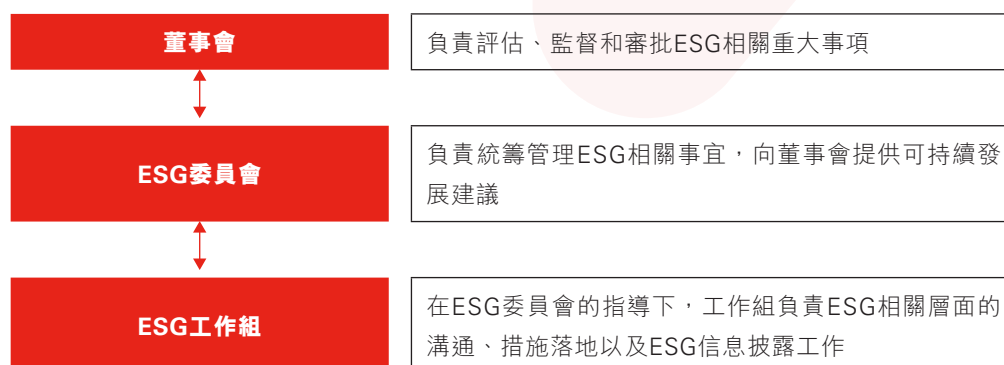 董事會
負責評估、監督和審批ESG相關重大事項
ESG委員會
負責統籌管理ESG相關事宜，向董事會提供可持續發
展建議
ESG工作組
在ESG委員會的指導下，工作組負責ESG相關層面的
溝通、措施落地以及ESG信息披露工作